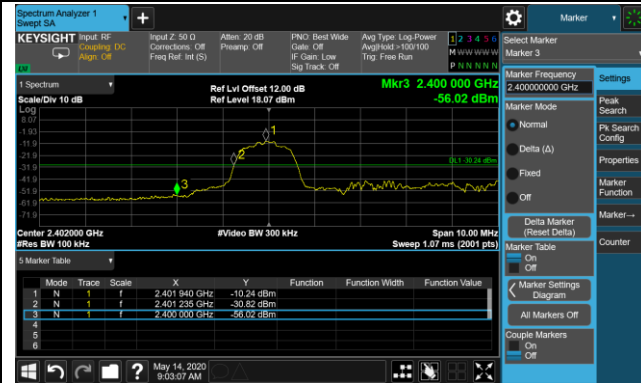 Spectrum Analyzer 1
Swept SA
Marker
KEYSIGHT
Input: RF
Coupling: DC
Align: Off
Input Z: 50 Ω
Corrections: Off
Freq Ref: Int (S)
Atten: 20 dB
Preamp: Off
PNO: Best Wide
Gate: Off
IF Gain: Low
Sig Track: Off
Avg Type: Log-Power
Avg|Hold:>100/100
Trig: Free Run
1 2 3 4 5 6
M W W W W W
P N N N N N
Select Marker
Marker 3
1 Spectrum
Scale/Div 10 dB
Log
Ref Lvl Offset 12.00 dB
Ref Level 18.07 dBm
Mkr3 2.400 000 GHz
-56.02 dBm
8.07
-1.93
-11.9
-21.9
-31.9
-41.9
-51.9
-61.9
-71.9
1
2
3
DL1 -30.24 dBm
Center 2.402000 GHz
#Res BW 100 kHz
#Video BW 300 kHz
Span 10.00 MHz
Sweep 1.07 ms (2001 pts)
5 Marker Table
Mode Trace Scale X Y Function Function Width Function Value
1 N 1 f 2.401 940 GHz -10.24 dBm
2 N 1 f 2.401 235 GHz -30.82 dBm
3 N 1 f 2.400 000 GHz -56.02 dBm
4
5
6
Marker Frequency
2.400000000 GHz
Marker Mode
Normal
Delta (Δ)
Fixed
Off
Delta Marker
(Reset Delta)
Marker Table
On
Off
Marker Settings
Diagram
All Markers Off
Couple Markers
On
Off
Settings
Peak
Search
Pk Search
Config
Properties
Marker
Function
Marker→
Counter
May 14, 2020
9:03:07 AM